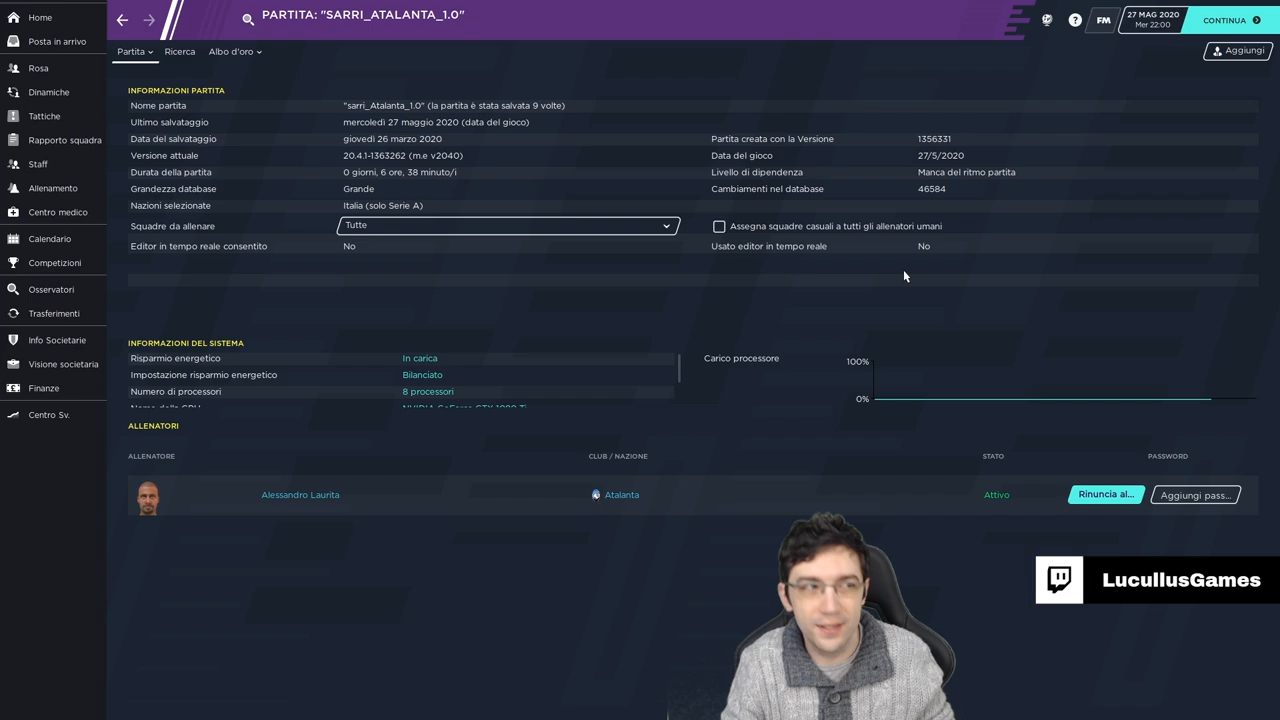 Home
Posta in arrivo
Rosa
Dinamiche
Tattiche
Rapporto squadra
Staff
Allenamento
Centro medico
Calendario
Competizioni
Osservatori
Trasferimenti
Info Societarie
Visione societaria
Finanze
Centro Sv.
PARTITA: "SARRI_ATALANTA_1.0"
?
FM
27 MAG 2020
Mer 22:00
CONTINUA
Partita
Ricerca
Albo d'oro
Aggiungi
INFORMAZIONI PARTITA
Nome partita "sarri_Atalanta_1.0" (la partita è stata salvata 9 volte)
Ultimo salvataggio mercoledì 27 maggio 2020 (data del gioco)
Data del salvataggio giovedì 26 marzo 2020 Partita creata con la Versione 1356331
Versione attuale 20.4.1-1363262 (m.e v2040) Data del gioco 27/5/2020
Durata della partita 0 giorni, 6 ore, 38 minuto/i Livello di dipendenza Manca del ritmo partita
Grandezza database Grande Cambiamenti nel database 46584
Nazioni selezionate Italia (solo Serie A)
Squadre da allenare Tutte Assegna squadre casuali a tutti gli allenatori umani
Editor in tempo reale consentito No Usato editor in tempo reale No
INFORMAZIONI DEL SISTEMA
Risparmio energetico In carica Carico processore 100%
Impostazione risparmio energetico Bilanciato
Numero di processori 8 processori 0%
ALLENATORI
ALLENATORE CLUB / NAZIONE STATO PASSWORD
Alessandro Laurita Atalanta Attivo Rinuncia al... Aggiungi pass...
LucullusGames